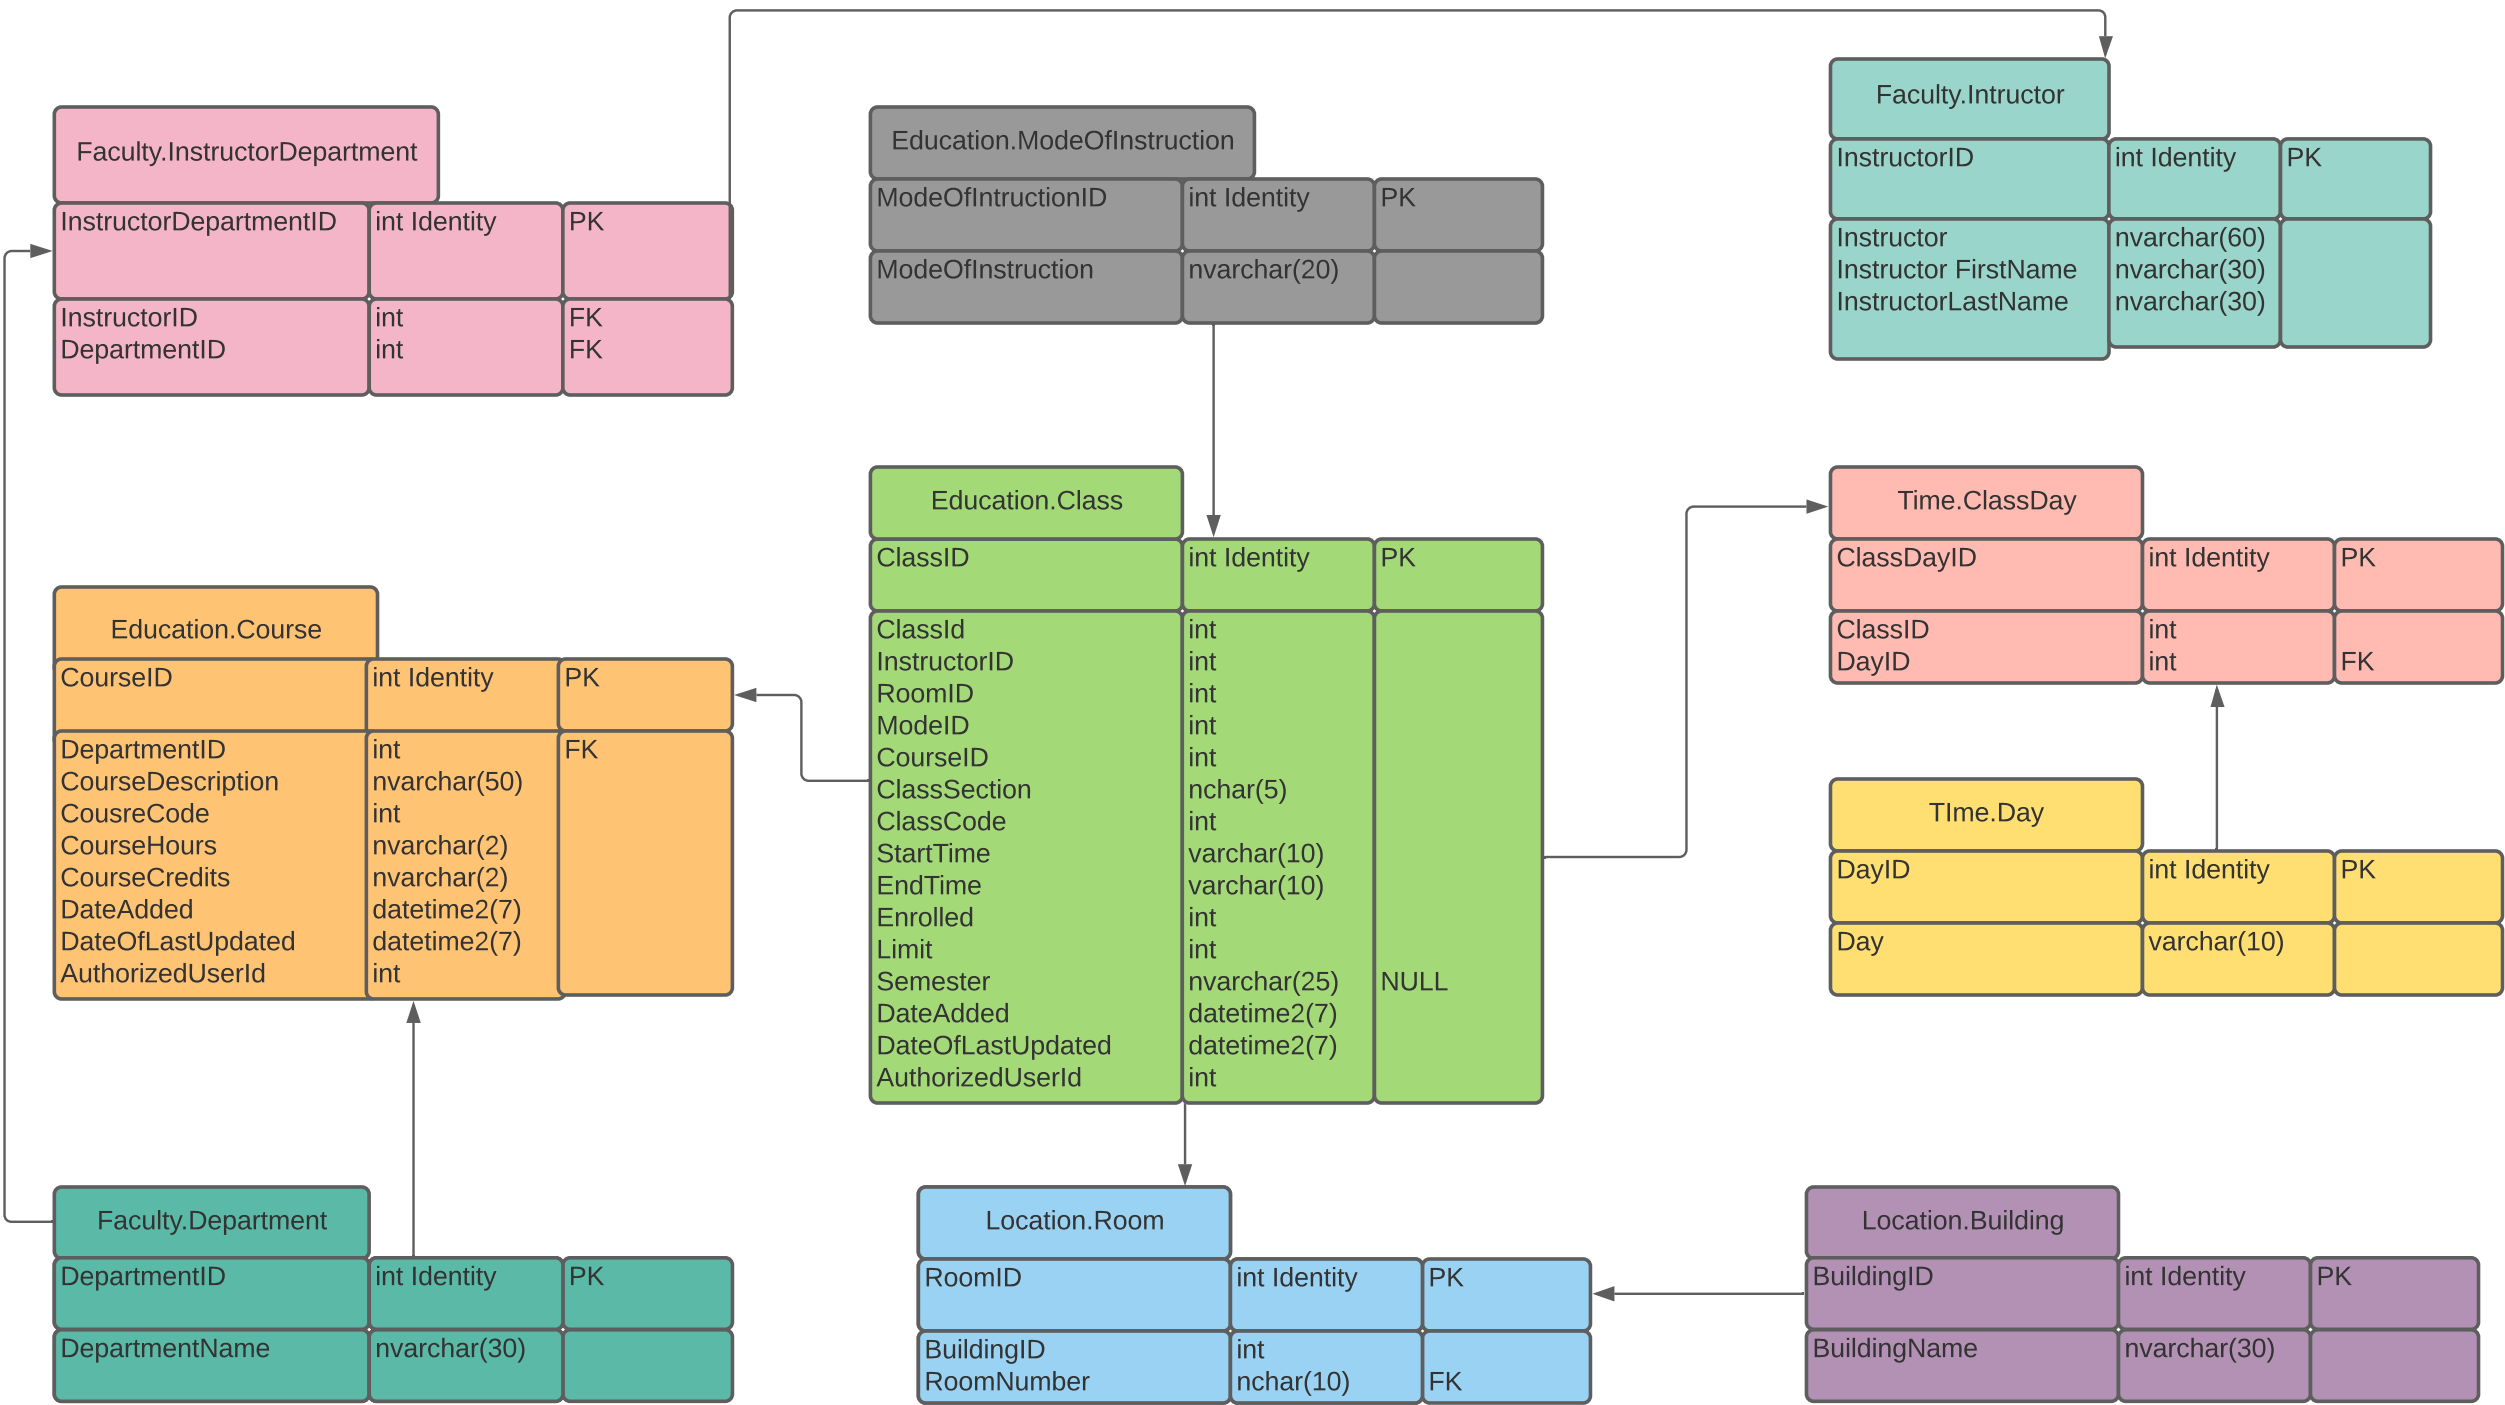 Faculty.InstructorDepartment
InstructorDepartmentID int Identity PK
InstructorID int FK
DepartmentID int FK
Education.ModeOfInstruction
ModeOfIntructionID int Identity PK
ModeOfInstruction nvarchar(20)
Faculty.Intructor
InstructorID int Identity PK
Instructor nvarchar(60)
Instructor FirstName nvarchar(30)
InstructorLastName nvarchar(30)
Education.Course
CourseID int Identity PK
DepartmentID int FK
CourseDescription nvarchar(50)
CousreCode int
CourseHours nvarchar(2)
CourseCredits nvarchar(2)
DateAdded datetime2(7)
DateOfLastUpdated datetime2(7)
AuthorizedUserId int
Education.Class
ClassID int Identity PK
ClassId int
InstructorID int
RoomID int
ModeID int
CourseID int
ClassSection nchar(5)
ClassCode int
StartTime varchar(10)
EndTime varchar(10)
Enrolled int
Limit int
Semester nvarchar(25) NULL
DateAdded datetime2(7)
DateOfLastUpdated datetime2(7)
AuthorizedUserId int
Time.ClassDay
ClassDayID int Identity PK
ClassID int
DayID int FK
TIme.Day
DayID int Identity PK
Day varchar(10)
Faculty.Department
DepartmentID int Identity PK
DepartmentName nvarchar(30)
Location.Room
RoomID int Identity PK
BuildingID int
RoomNumber nchar(10) FK
Location.Building
BuildingID int Identity PK
BuildingName nvarchar(30)